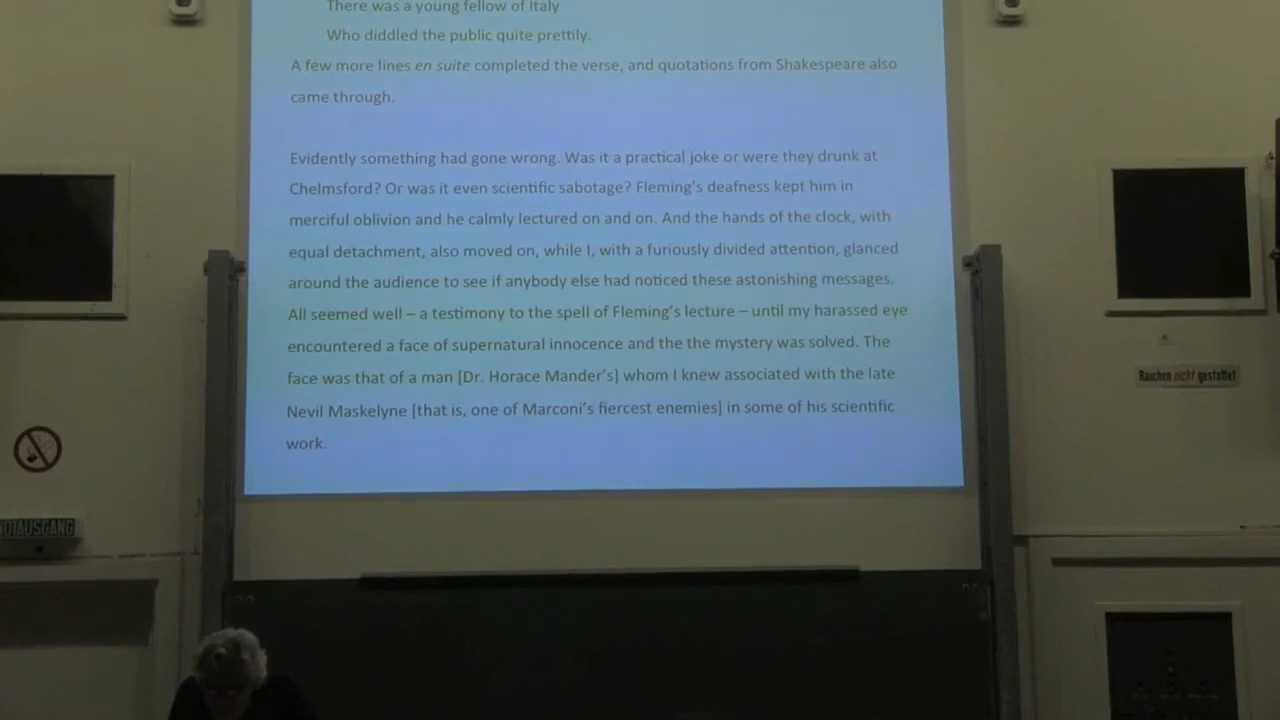 There was a young fellow of Italy
Who diddled the public quite prettily.
A few more lines en suite completed the verse, and quotations from Shakespeare also
came through.
Evidently something had gone wrong. Was it a practical joke or were they drunk at
Chelmsford? Or was it even scientific sabotage? Fleming's deafness kept him in
merciful oblivion and he calmly lectured on and on. And the hands of the clock, with
equal detachment, also moved on, while I, with a furiously divided attention, glanced
around the audience to see if anybody else had noticed these astonishing messages.
All seemed well – a testimony to the spell of Fleming's lecture – until my harassed eye
encountered a face of supernatural innocence and the the mystery was solved. The
face was that of a man [Dr. Horace Mander's] whom I knew associated with the late
Nevil Maskelyne [that is, one of Marconi's fiercest enemies] in some of his scientific
work.
Rauchen nicht gestattet
NOTAUSGANG